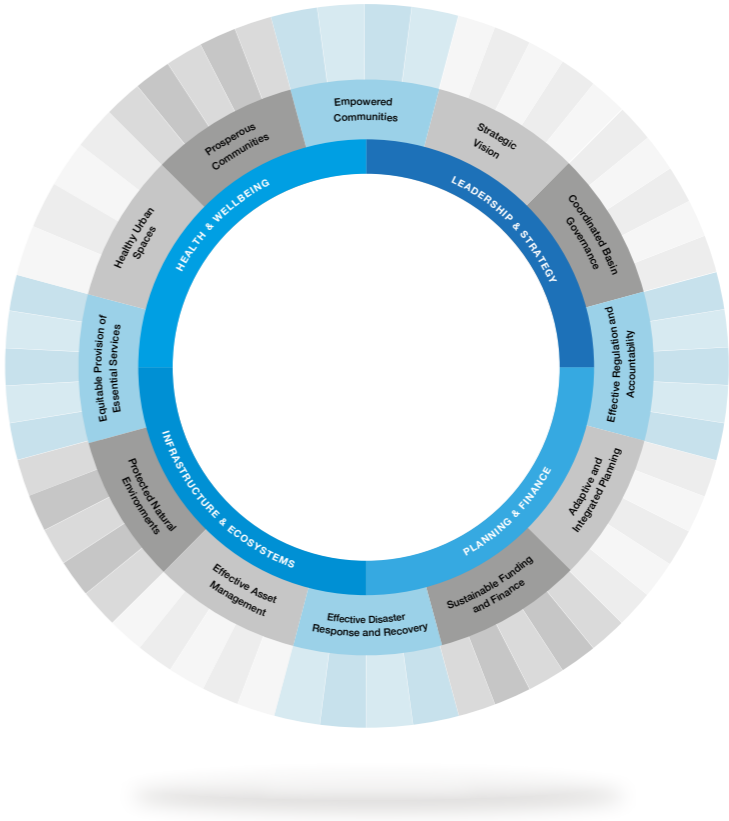 Empowered
Communities
Strategic
Vision
Coordinated Basin
Governance
Effective Regulation and
Accountability
Adaptive and
Integrated Planning
Sustainable Funding
and Finance
Effective Disaster
Response and Recovery
Effective Asset
Management
Protected Natural
Environments
Equitable Provision of
Essential Services
Healthy Urban
Spaces
Prosperous
Communities
LEADERSHIP & STRATEGY
PLANNING & FINANCE
INFRASTRUCTURE & ECOSYSTEMS
HEALTH & WELLBEING